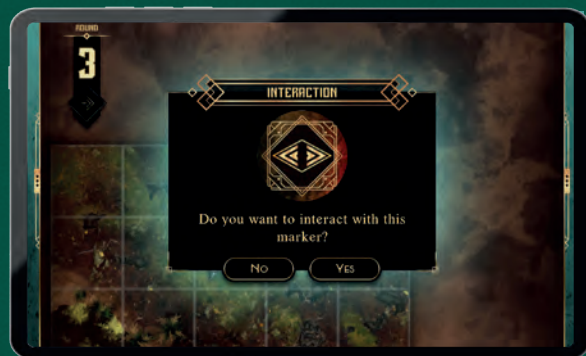 ROUND
3
INTERACTION
Do you want to interact with this
marker?
NO
YES